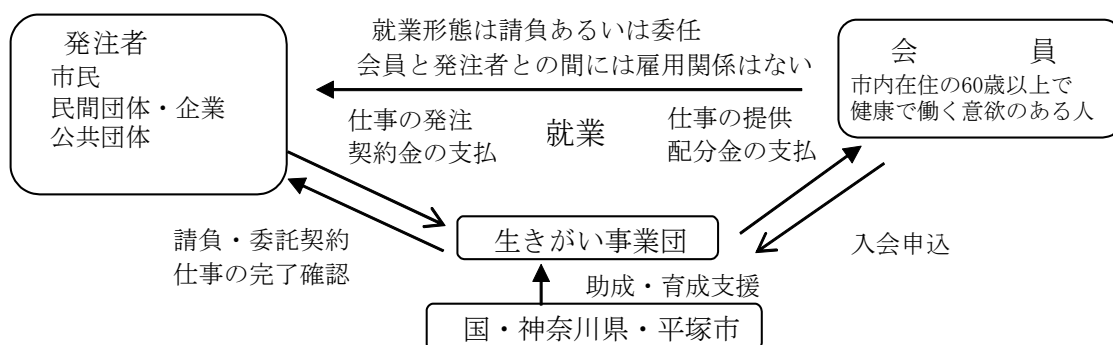 発注者
市民
民間団体・企業
公共団体
就業形態は請負あるいは委任
会員と発注者との間には雇用関係はない
会　　員
市内在住の60歳以上で
健康で働く意欲のある人
仕事の発注
契約金の支払
就業
仕事の提供
配分金の支払
請負・委託契約
仕事の完了確認
生きがい事業団
入会申込
助成・育成支援
国・神奈川県・平塚市